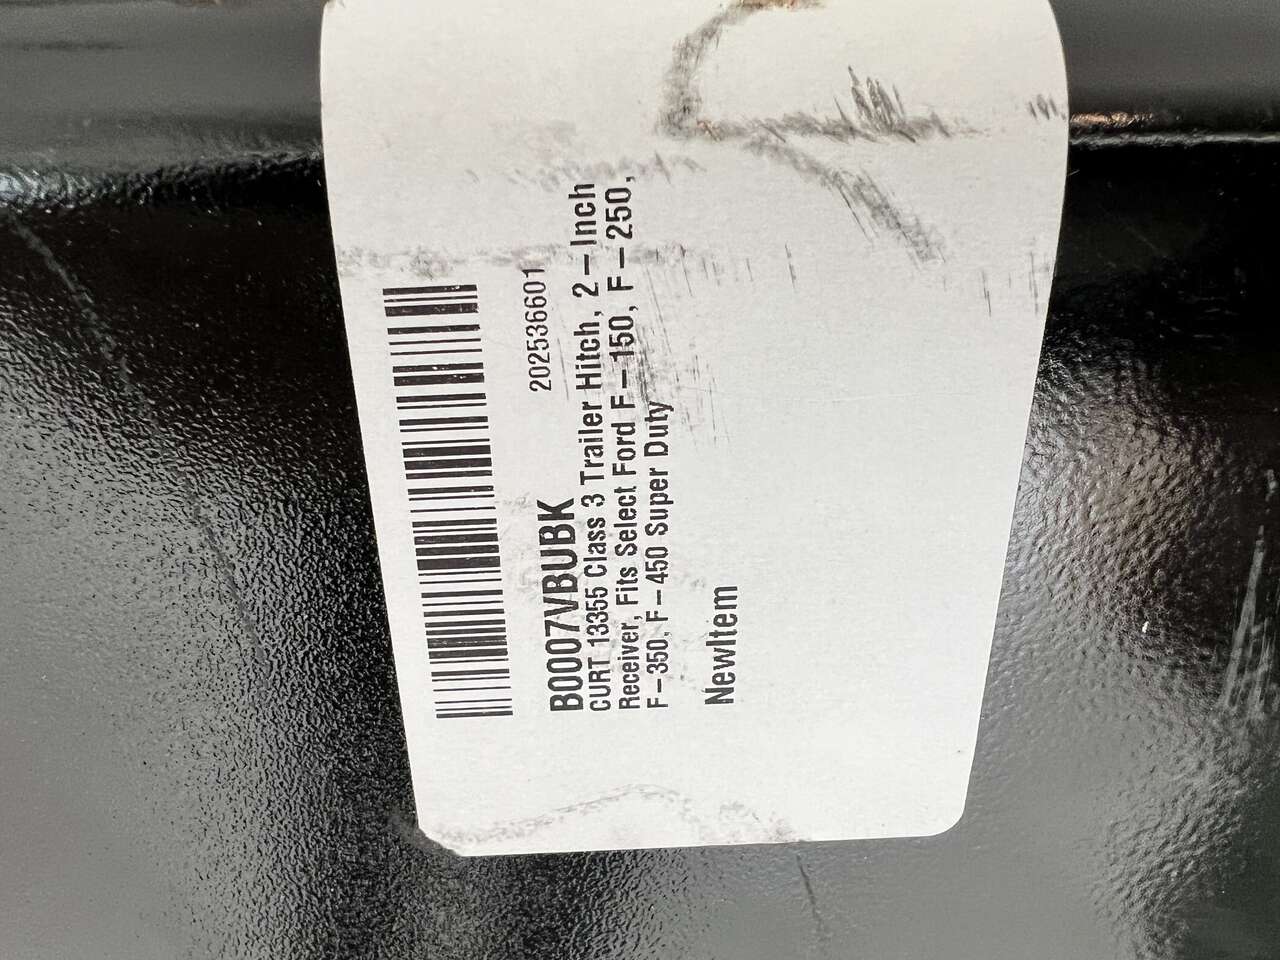 B0007VBUBK 202536601
CURT 13355 Class 3 Trailer Hitch, 2-Inch
Receiver, Fits Select Ford F-150, F-250,
F-350, F-450 Super Duty
NewItem